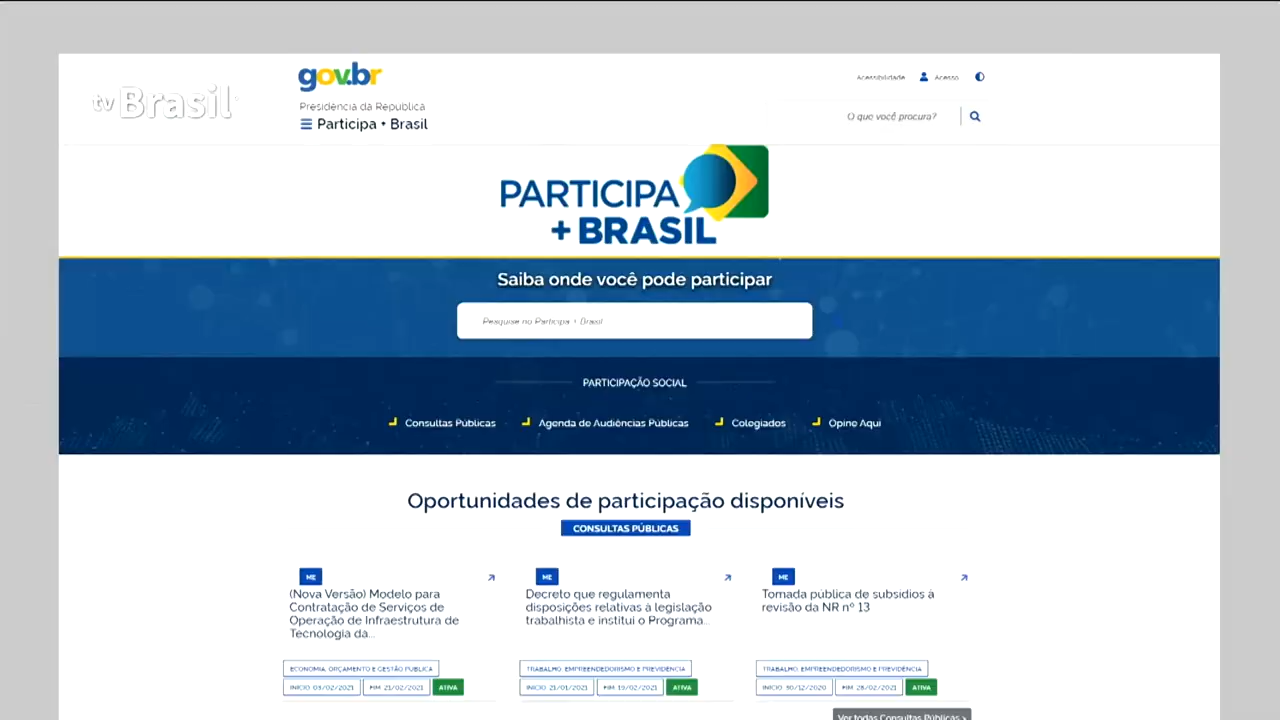 tv Brasil
gov.br
Acessibilidade
Acesso
Presidência da República
Participa + Brasil
O que você procura?
PARTICIPA
+ BRASIL
Saiba onde você pode participar
Pesquise no Participa + Brasil
PARTICIPAÇÃO SOCIAL
Consultas Públicas
Agenda de Audiências Públicas
Colegiados
Opine Aqui
Oportunidades de participação disponíveis
CONSULTAS PÚBLICAS
ME
(Nova Versão) Modelo para
Contratação de Serviços de
Operação de Infraestrutura de
Tecnologia da...
ECONOMIA, ORÇAMENTO E GESTÃO PÚBLICA
INÍCIO: 03/02/2021
FIM: 21/02/2021
ATIVA
ME
Decreto que regulamenta
disposições relativas à legislação
trabalhista e institui o Programa...
TRABALHO, EMPREENDEDORISMO E PREVIDÊNCIA
INÍCIO: 21/01/2021
FIM: 19/02/2021
ATIVA
ME
Tomada pública de subsídios à
revisão da NR nº 13
TRABALHO, EMPREENDEDORISMO E PREVIDÊNCIA
INÍCIO: 30/12/2020
FIM: 28/02/2021
ATIVA
Ver todas Consultas Públicas >